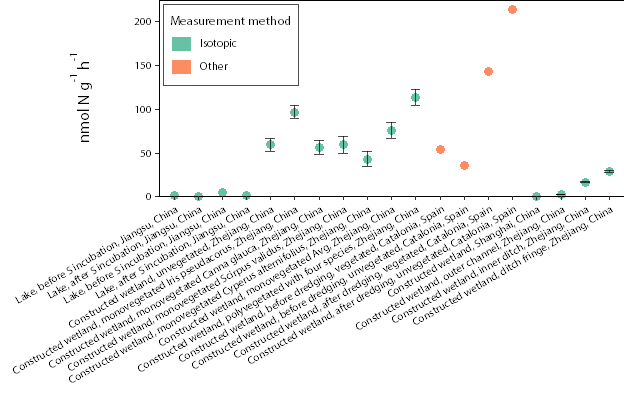 Measurement method
Isotopic
Other
nmol N g⁻¹ h⁻¹
200
150
100
50
0
Lake, before S incubation, Jiangsu, China
Lake, after S incubation, Jiangsu, China
Lake, before S incubation, Jiangsu, China
Lake, after S incubation, Jiangsu, China
Constructed wetland, unvegetated, Zhejiang, China
Constructed wetland, monovegetated Iris pseudacorus, Zhejiang, China
Constructed wetland, monovegetated Canna glauca, Zhejiang, China
Constructed wetland, monovegetated Scirpus validus, Zhejiang, China
Constructed wetland, monovegetated Cyperus alternifolius, Zhejiang, China
Constructed wetland, monovegetated Avg, Zhejiang, China
Constructed wetland, polyvegetated with four species, Zhejiang, China
Constructed wetland, before dredging, vegetated, Catalonia, Spain
Constructed wetland, before dredging, unvegetated, Catalonia, Spain
Constructed wetland, after dredging, vegetated, Catalonia, Spain
Constructed wetland, after dredging, unvegetated, Catalonia, Spain
Constructed wetland, Shanghai, China
Constructed wetland, outer channel, Zhejiang, China
Constructed wetland, inner ditch, Zhejiang, China
Constructed wetland, ditch fringe, Zhejiang, China